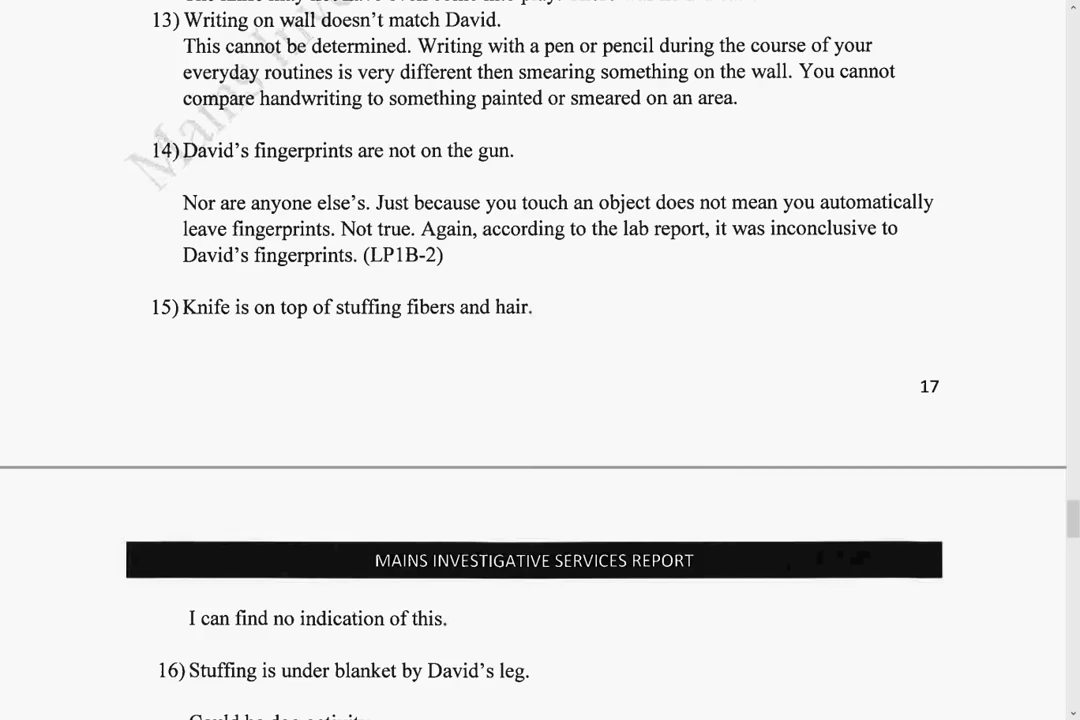 13) Writing on wall doesn't match David.
This cannot be determined. Writing with a pen or pencil during the course of your
everyday routines is very different then smearing something on the wall. You cannot
compare handwriting to something painted or smeared on an area.
14) David's fingerprints are not on the gun.
Nor are anyone else's. Just because you touch an object does not mean you automatically
leave fingerprints. Not true. Again, according to the lab report, it was inconclusive to
David's fingerprints. (LP1B-2)
15) Knife is on top of stuffing fibers and hair.
17
MAINS INVESTIGATIVE SERVICES REPORT
I can find no indication of this.
16) Stuffing is under blanket by David's leg.